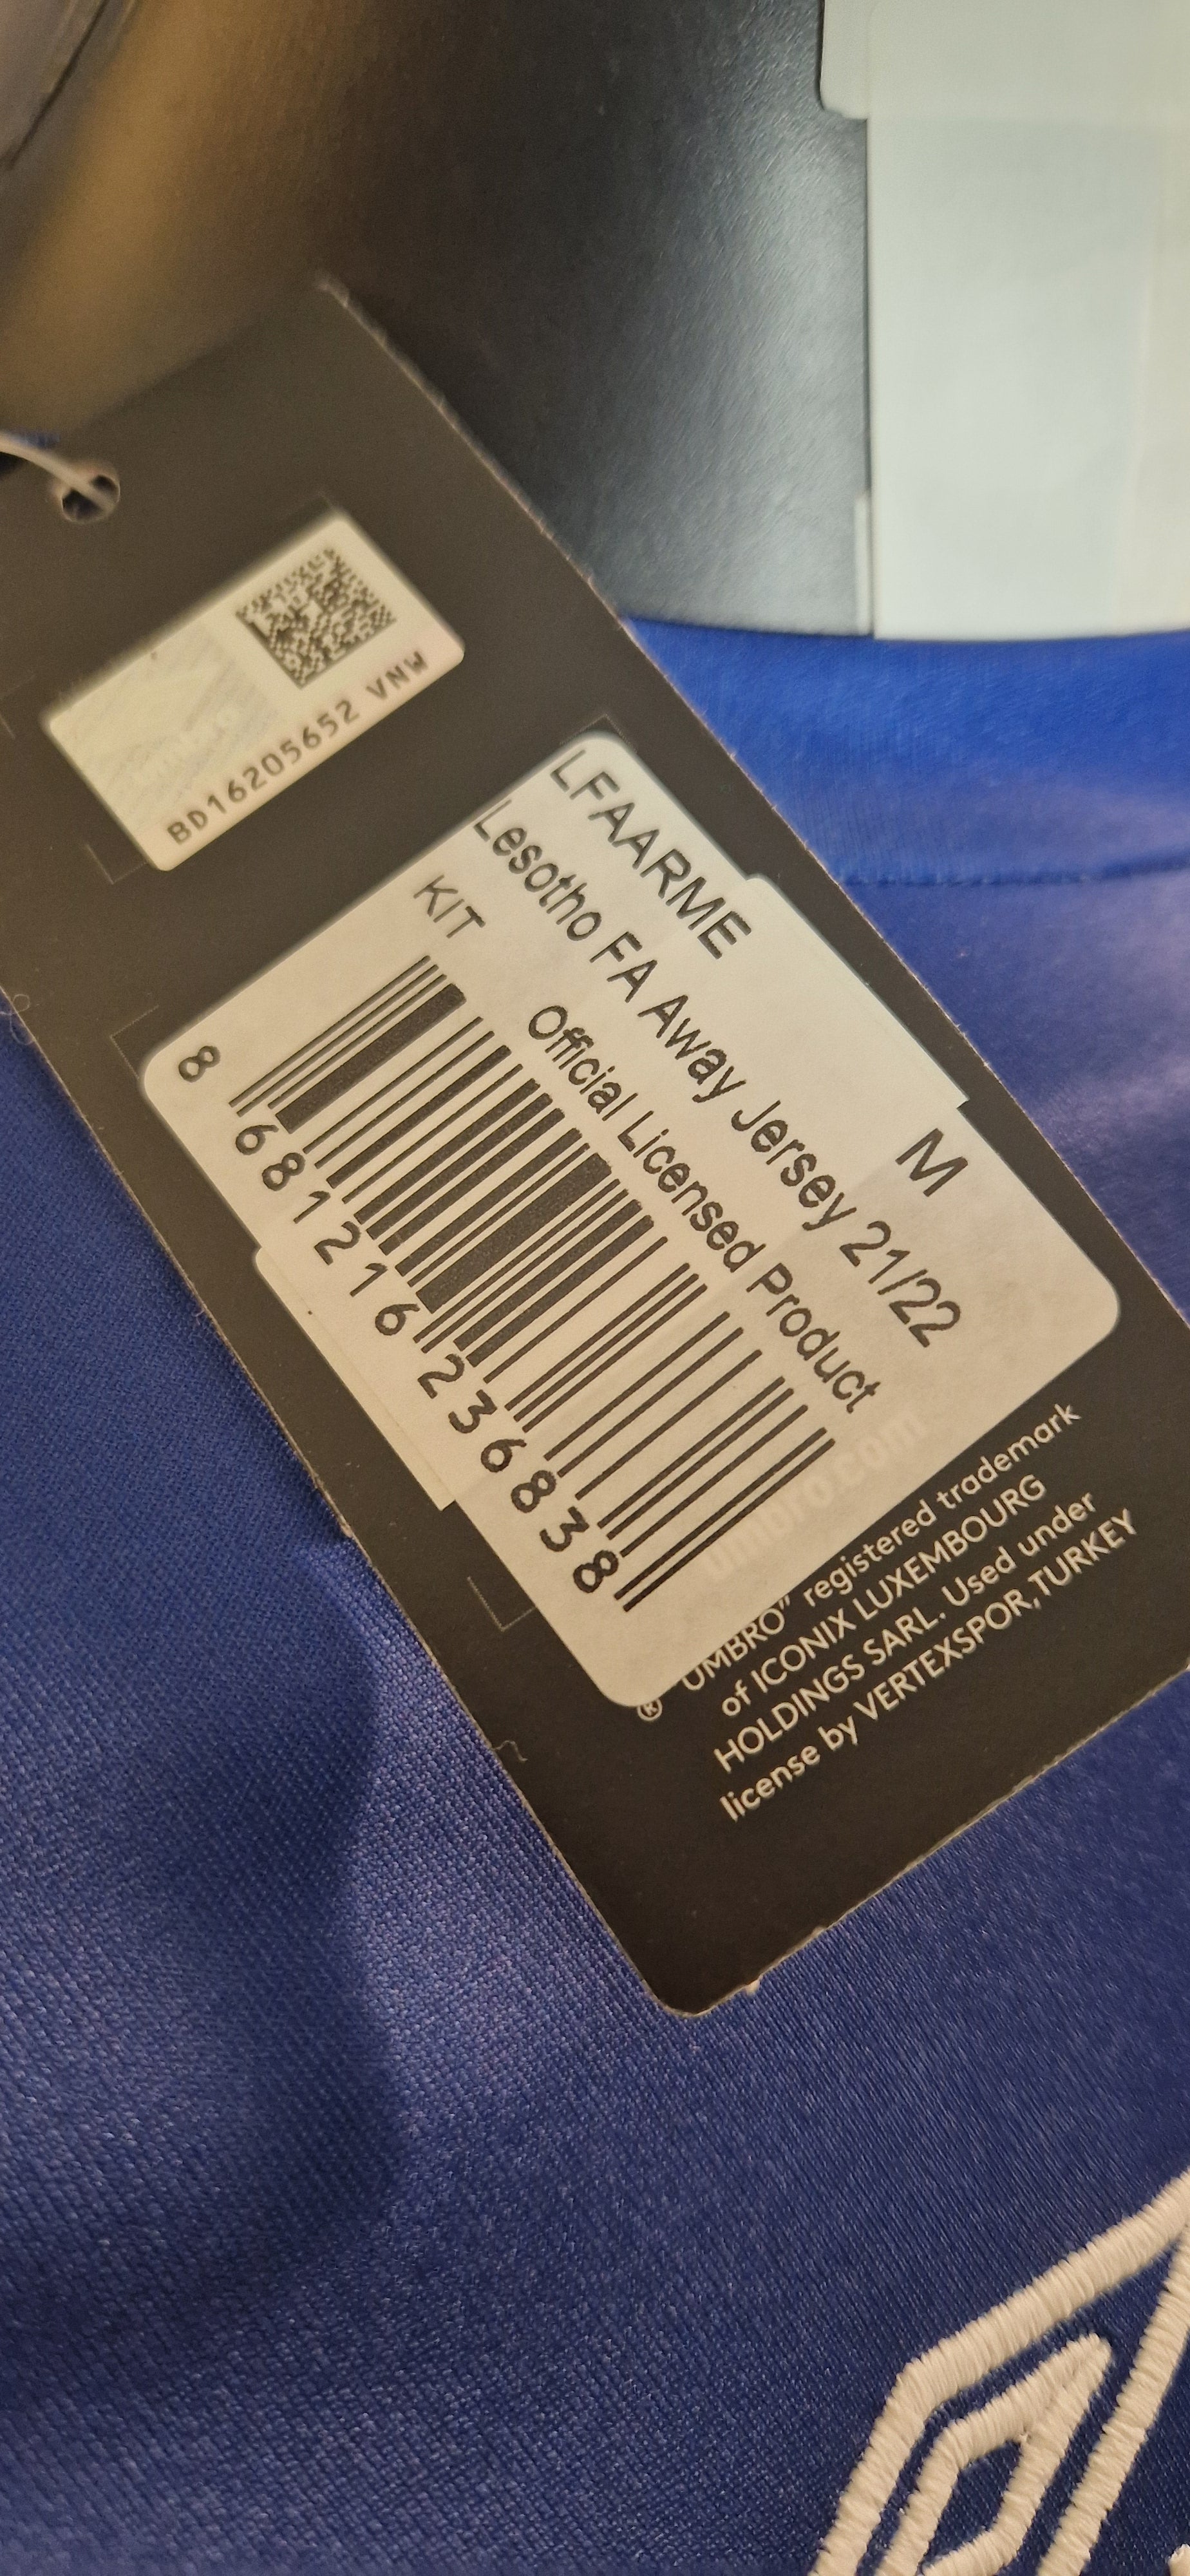 BD16205652 VNW
LFAARME
M
Lesotho FA Away Jersey 21/22
KIT
Official Licensed Product
8 681216 236838
umbro.com
® "UMBRO" registered trademark
of ICONIX LUXEMBOURG
HOLDINGS SARL. Used under
license by VERTEXSPOR, TURKEY